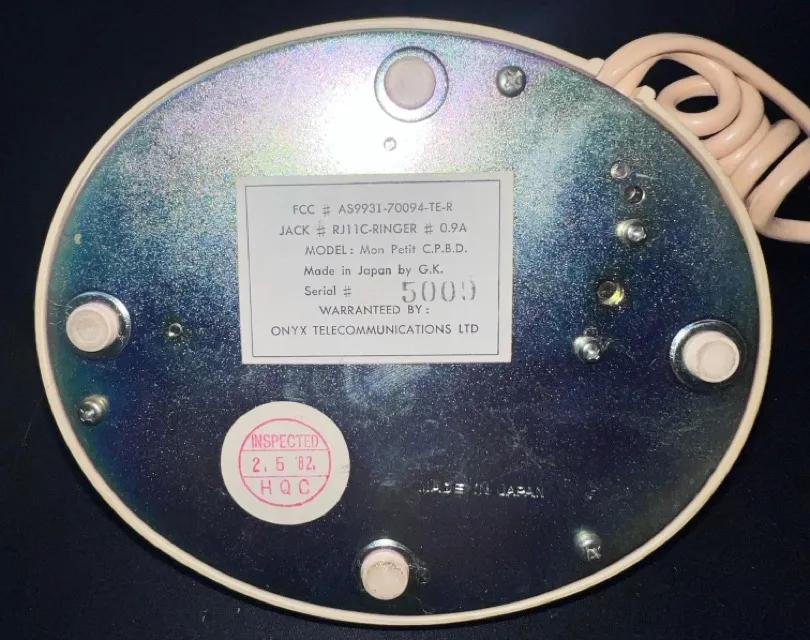 FCC # AS9931-70094-TE-R
JACK # RJ11C-RINGER # 0.9A
MODEL: Mon Petit C.P.B.D.
Made in Japan by G.K.
Serial # 5009
WARRANTEED BY:
ONYX TELECOMMUNICATIONS LTD
INSPECTED
2. 5 '82.
HQC
MADE IN JAPAN